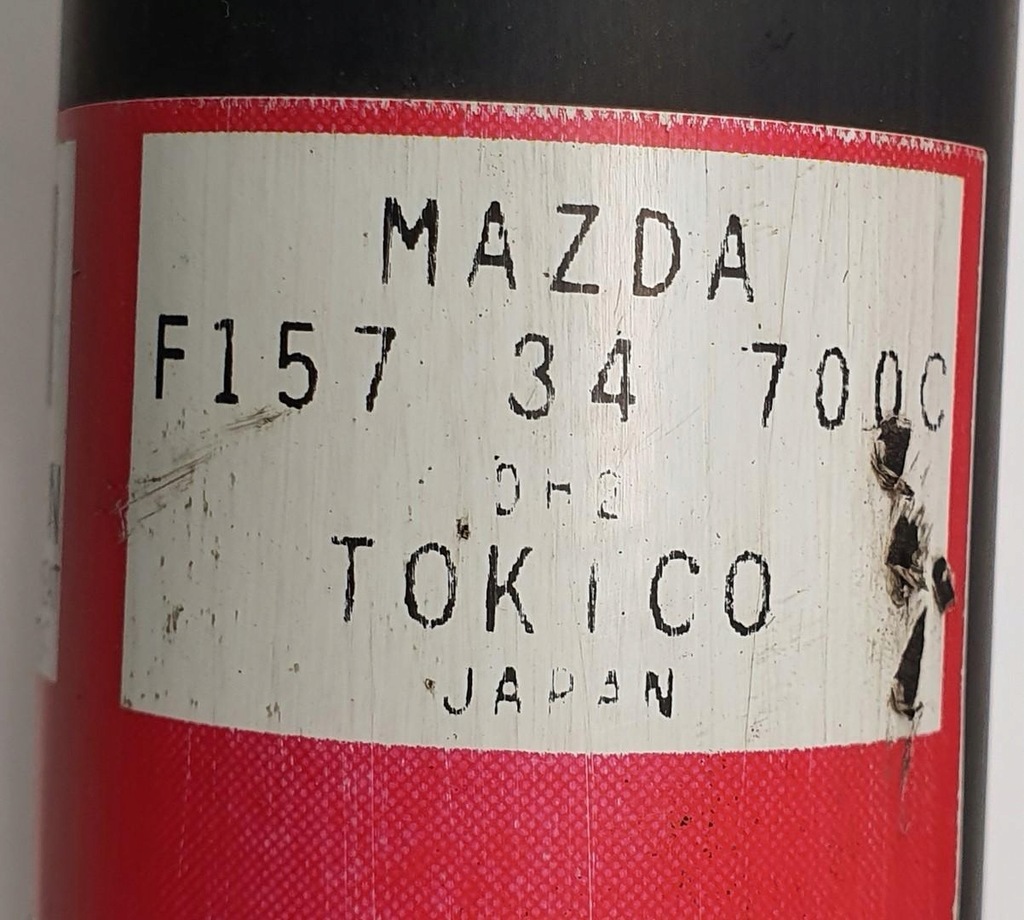 MAZDA
F157 34 700C
TOKICO
JAPAN